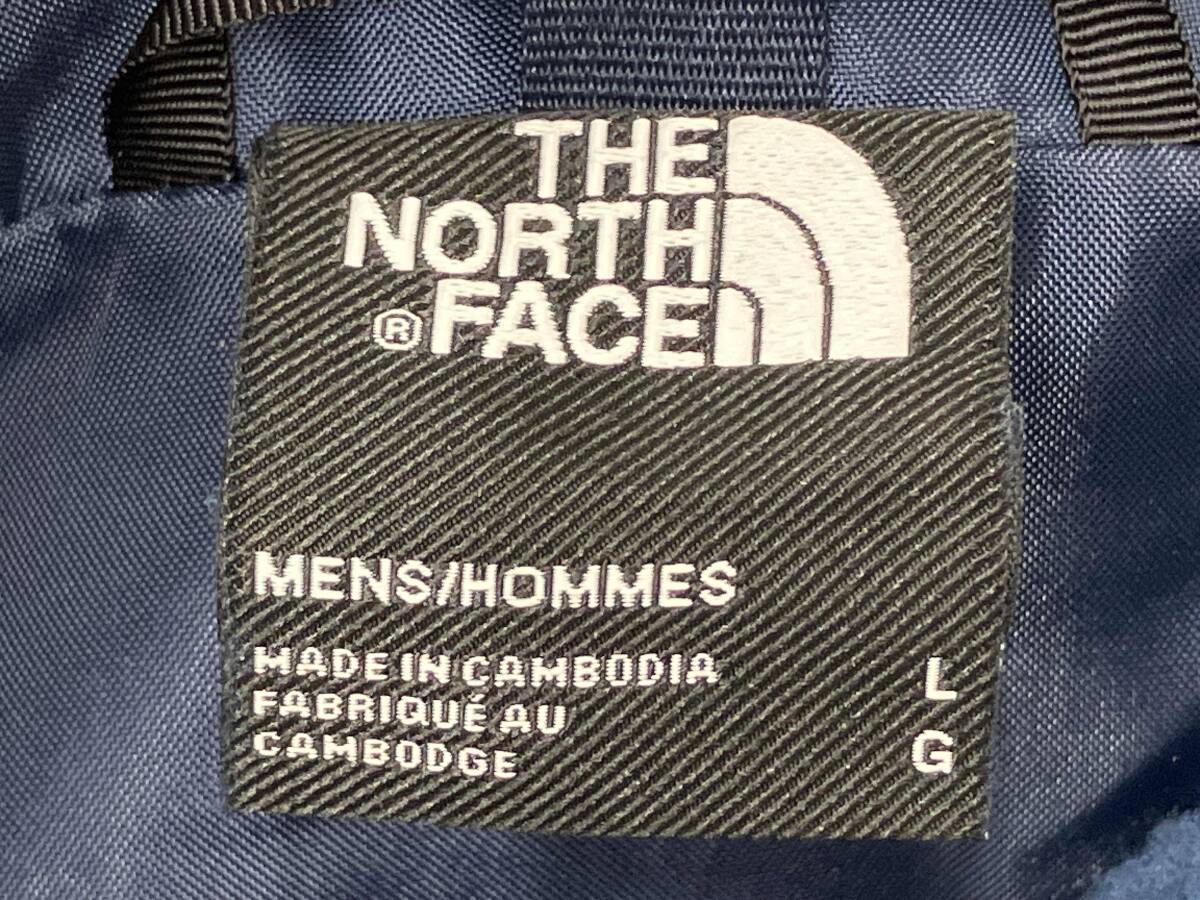 THE
NORTH
® FACE
MENS/HOMMES
MADE IN CAMBODIA
FABRIQUÉ AU
CAMBODGE
L
G